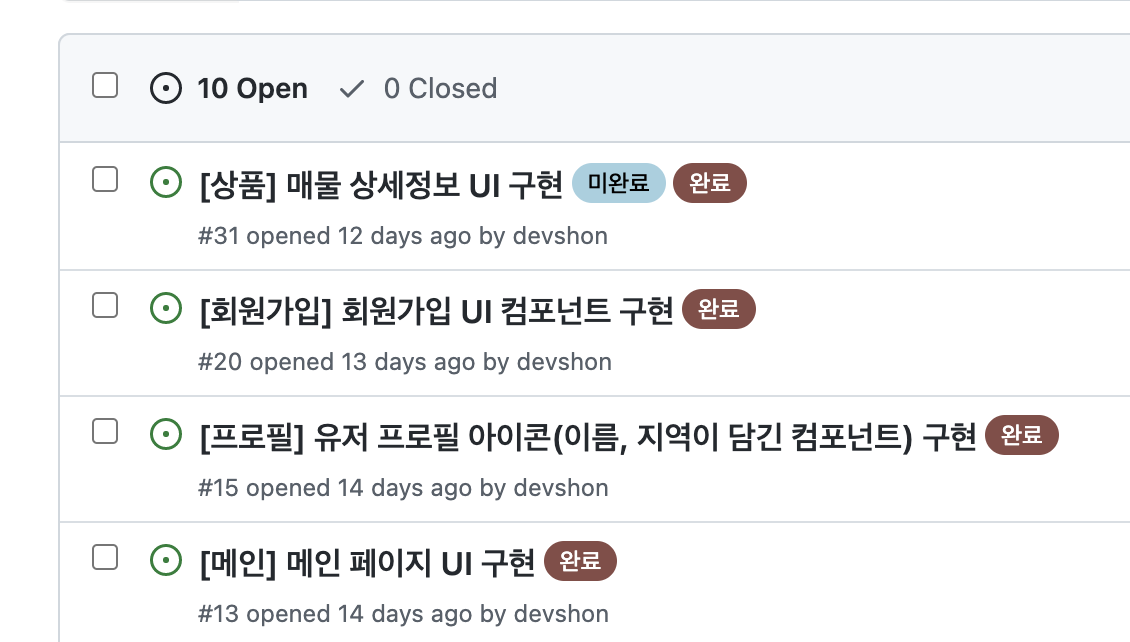 10 Open 0 Closed
[상품] 매물 상세정보 UI 구현 미완료 완료
#31 opened 12 days ago by devshon
[회원가입] 회원가입 UI 컴포넌트 구현 완료
#20 opened 13 days ago by devshon
[프로필] 유저 프로필 아이콘(이름, 지역이 담긴 컴포넌트) 구현 완료
#15 opened 14 days ago by devshon
[메인] 메인 페이지 UI 구현 완료
#13 opened 14 days ago by devshon